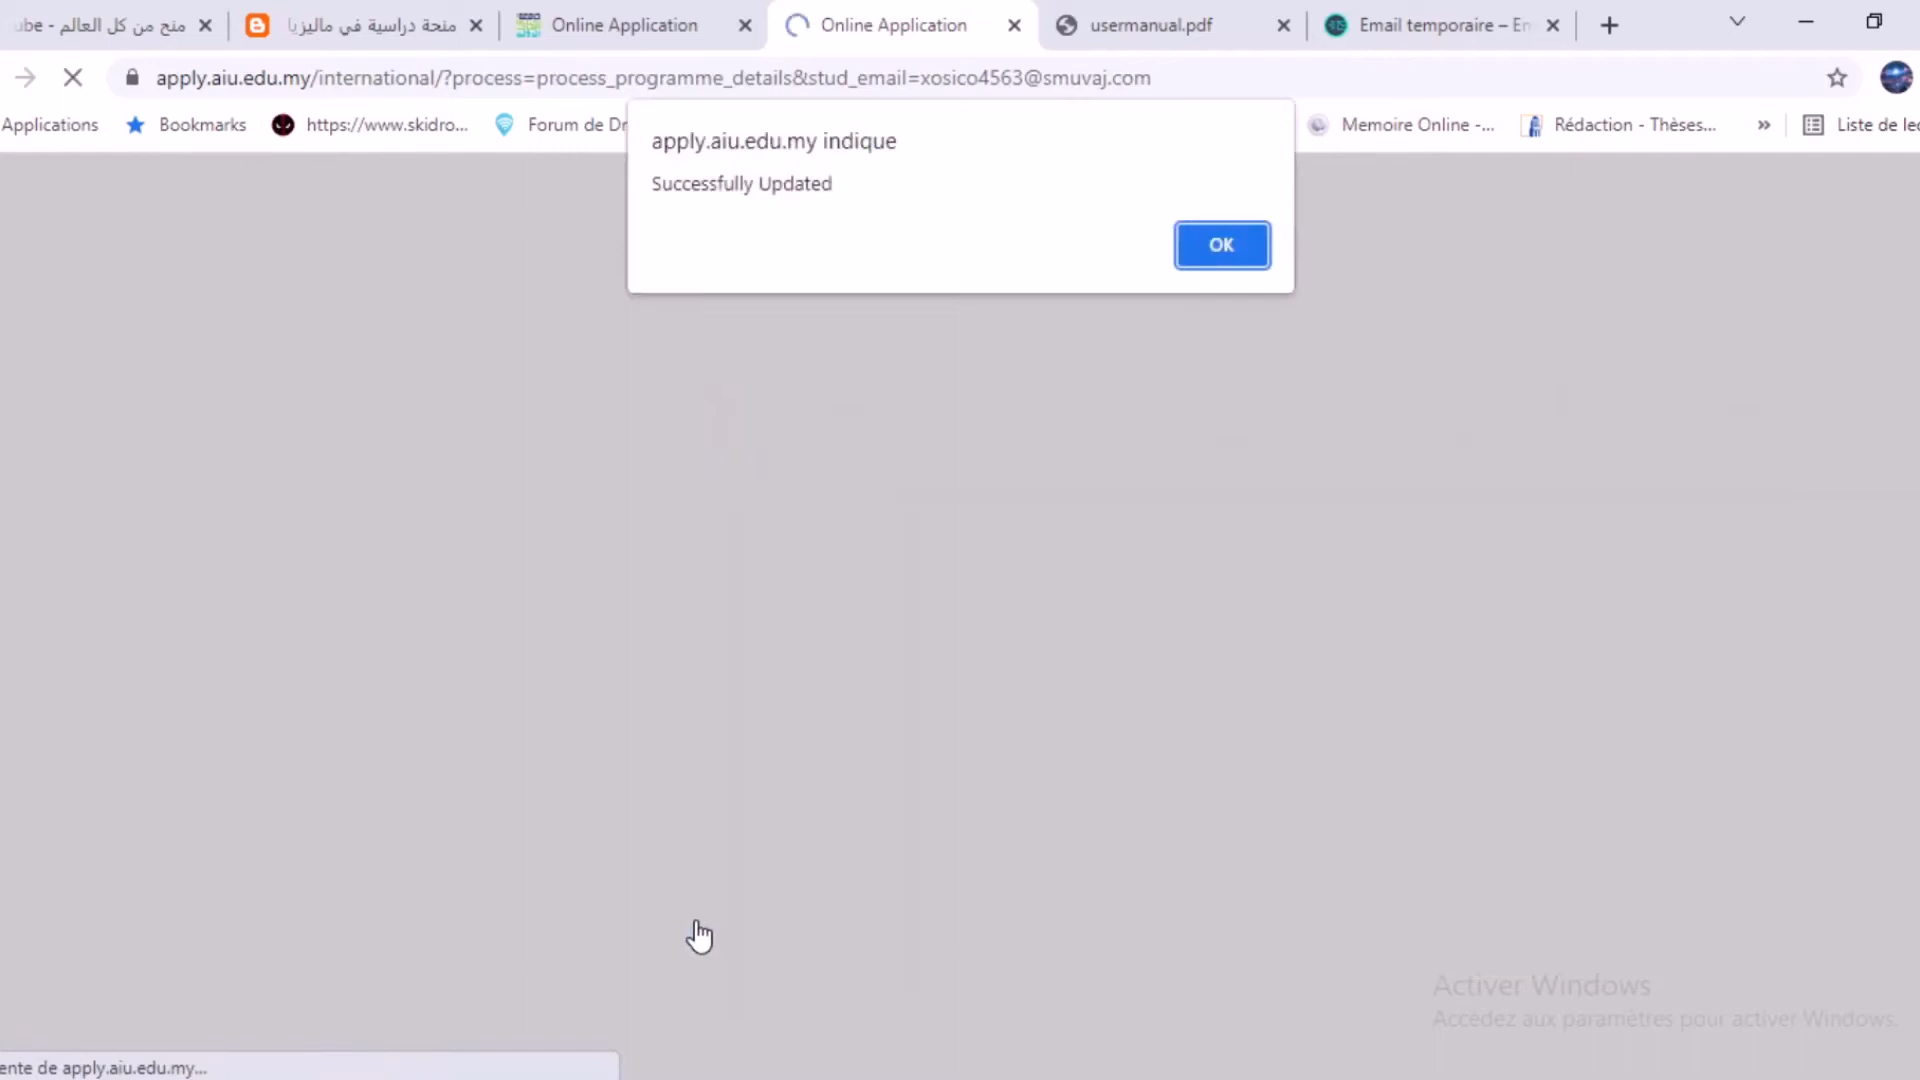 ube - منح من كل العالم
منحة دراسية في ماليزيا
Online Application
Online Application
usermanual.pdf
Email temporaire – En
apply.aiu.edu.my/international/?process=process_programme_details&stud_email=xosico4563@smuvaj.com
Applications
Bookmarks
https://www.skidro...
Forum de Dr
Memoire Online -...
Rédaction - Thèses...
»
Liste de lec
apply.aiu.edu.my indique
Successfully Updated
OK
Activer Windows
Accédez aux paramètres pour activer Windows.
ente de apply.aiu.edu.my...